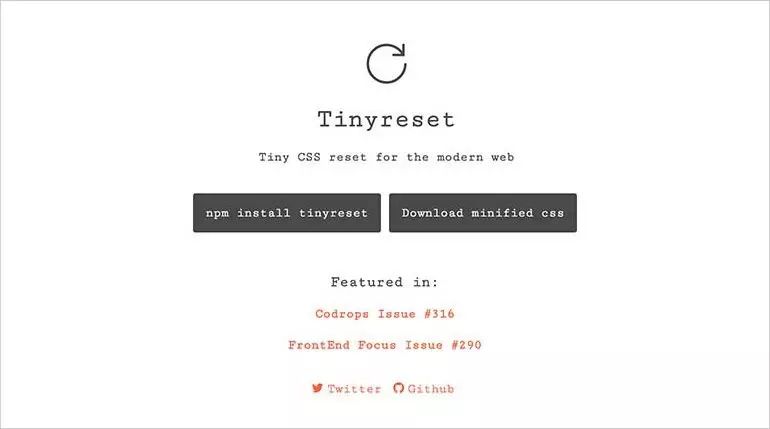 Tinyreset
Tiny CSS reset for the modern web
npm install tinyreset Download minified css
Featured in:
Codrops Issue #316
FrontEnd Focus Issue #290
Twitter Github